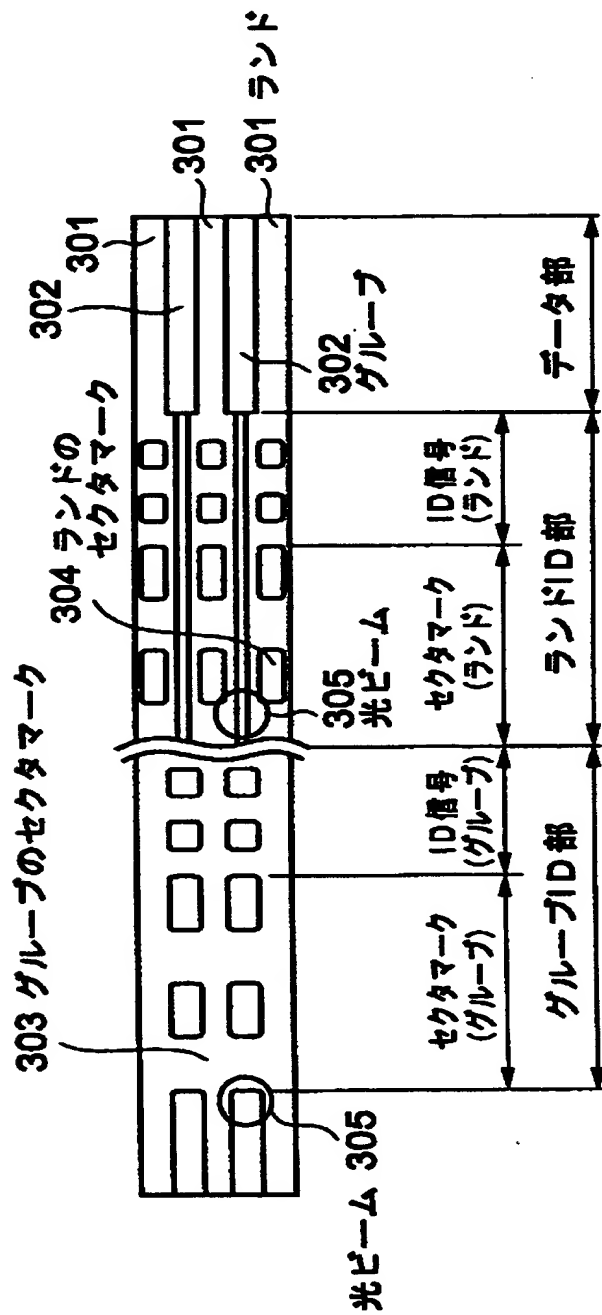 303 グルーブのセクタマーク
304 ランドの
セクタマーク
302
301
301
301 ランド
302
グルーブ
305
光ビーム
光ビーム 305
セクタマーク
(グルーブ)
ID信号
(グルーブ)
セクタマーク
(ランド)
ID信号
(ランド)
グルーブID部
ランドID部
データ部